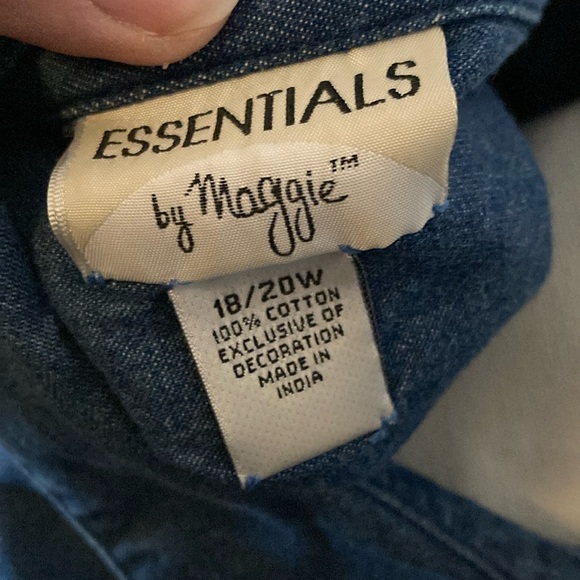 ESSENTIALS
by Maggie™
18/20W
100% COTTON
EXCLUSIVE OF
DECORATION
MADE IN
INDIA